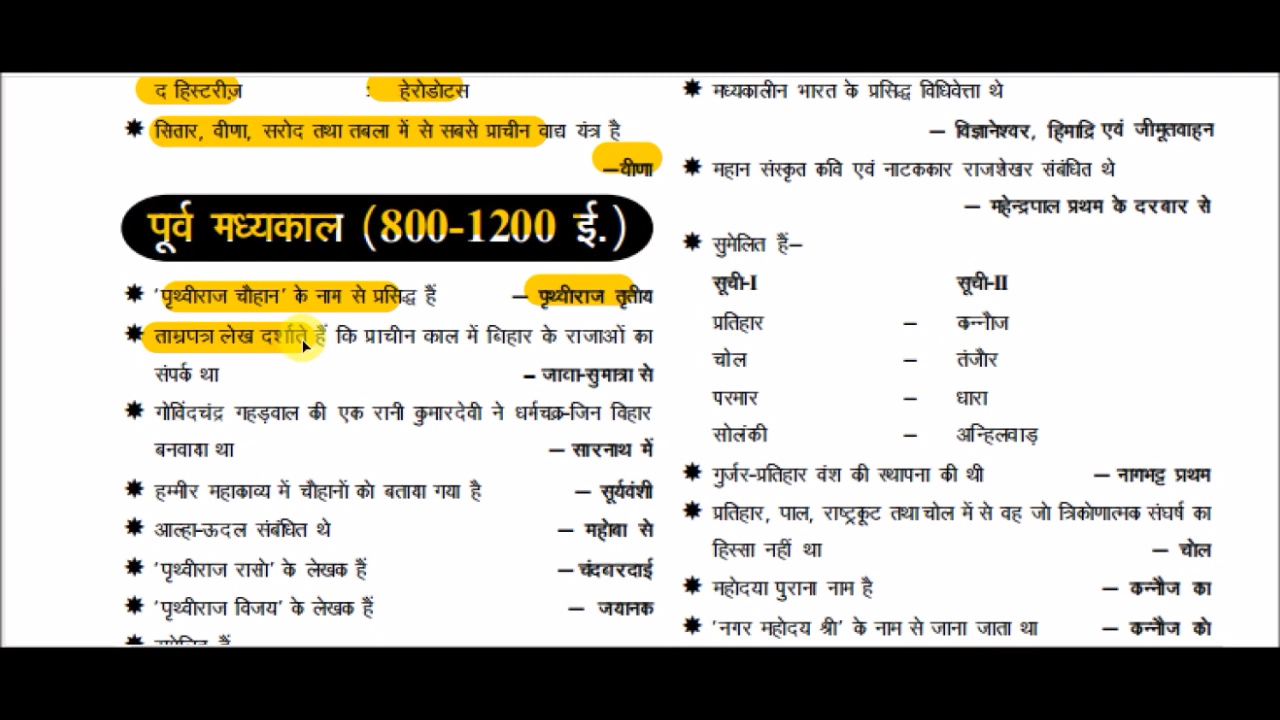 द हिस्टरीज़ : हेरोडोटस
✷ सितार, वीणा, सरोद तथा तबला में से सबसे प्राचीन वाद्य यंत्र है
–वीणा
पूर्व मध्यकाल (800-1200 ई.)
✷ 'पृथ्वीराज चौहान' के नाम से प्रसिद्ध हैं – पृथ्वीराज तृतीय
✷ ताम्रपत्र लेख दर्शाते हैं कि प्राचीन काल में बिहार के राजाओं का
संपर्क था – जावा-सुमात्रा से
✷ गोविंदचंद्र गहड़वाल की एक रानी कुमारदेवी ने धर्मचक्र-जिन विहार
बनवाया था – सारनाथ में
✷ हम्मीर महाकाव्य में चौहानों को बताया गया है – सूर्यवंशी
✷ आल्हा-ऊदल संबंधित थे – महोबा से
✷ 'पृथ्वीराज रासो' के लेखक हैं – चंदबरदाई
✷ 'पृथ्वीराज विजय' के लेखक हैं – जयानक
✷ मध्यकालीन भारत के प्रसिद्ध विधिवेत्ता थे
– विज्ञानेश्वर, हिमाद्रि एवं जीमूतवाहन
✷ महान संस्कृत कवि एवं नाटककार राजशेखर संबंधित थे
– महेन्द्रपाल प्रथम के दरबार से
✷ सुमेलित हैं–
सूची-I सूची-II
प्रतिहार – कन्नौज
चोल – तंजौर
परमार – धारा
सोलंकी – अन्हिलवाड़
✷ गुर्जर-प्रतिहार वंश की स्थापना की थी – नागभट्ट प्रथम
✷ प्रतिहार, पाल, राष्ट्रकूट तथा चोल में से वह जो त्रिकोणात्मक संघर्ष का
हिस्सा नहीं था – चोल
✷ महोदया पुराना नाम है – कन्नौज का
✷ 'नगर महोदय श्री' के नाम से जाना जाता था – कन्नौज को